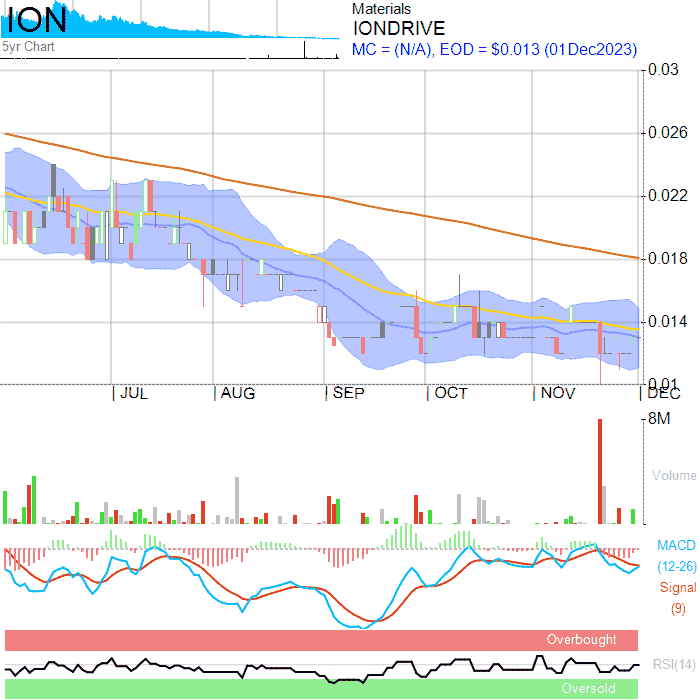 ION
5yr Chart
Materials
IONDRIVE
MC = (N/A), EOD = $0.013 (01Dec2023)
0.03
0.026
0.022
0.018
0.014
0.01
JUL AUG SEP OCT NOV DEC
8M
Volume
MACD
(12-26)
Signal
(9)
Overbought
RSI(14)
Oversold